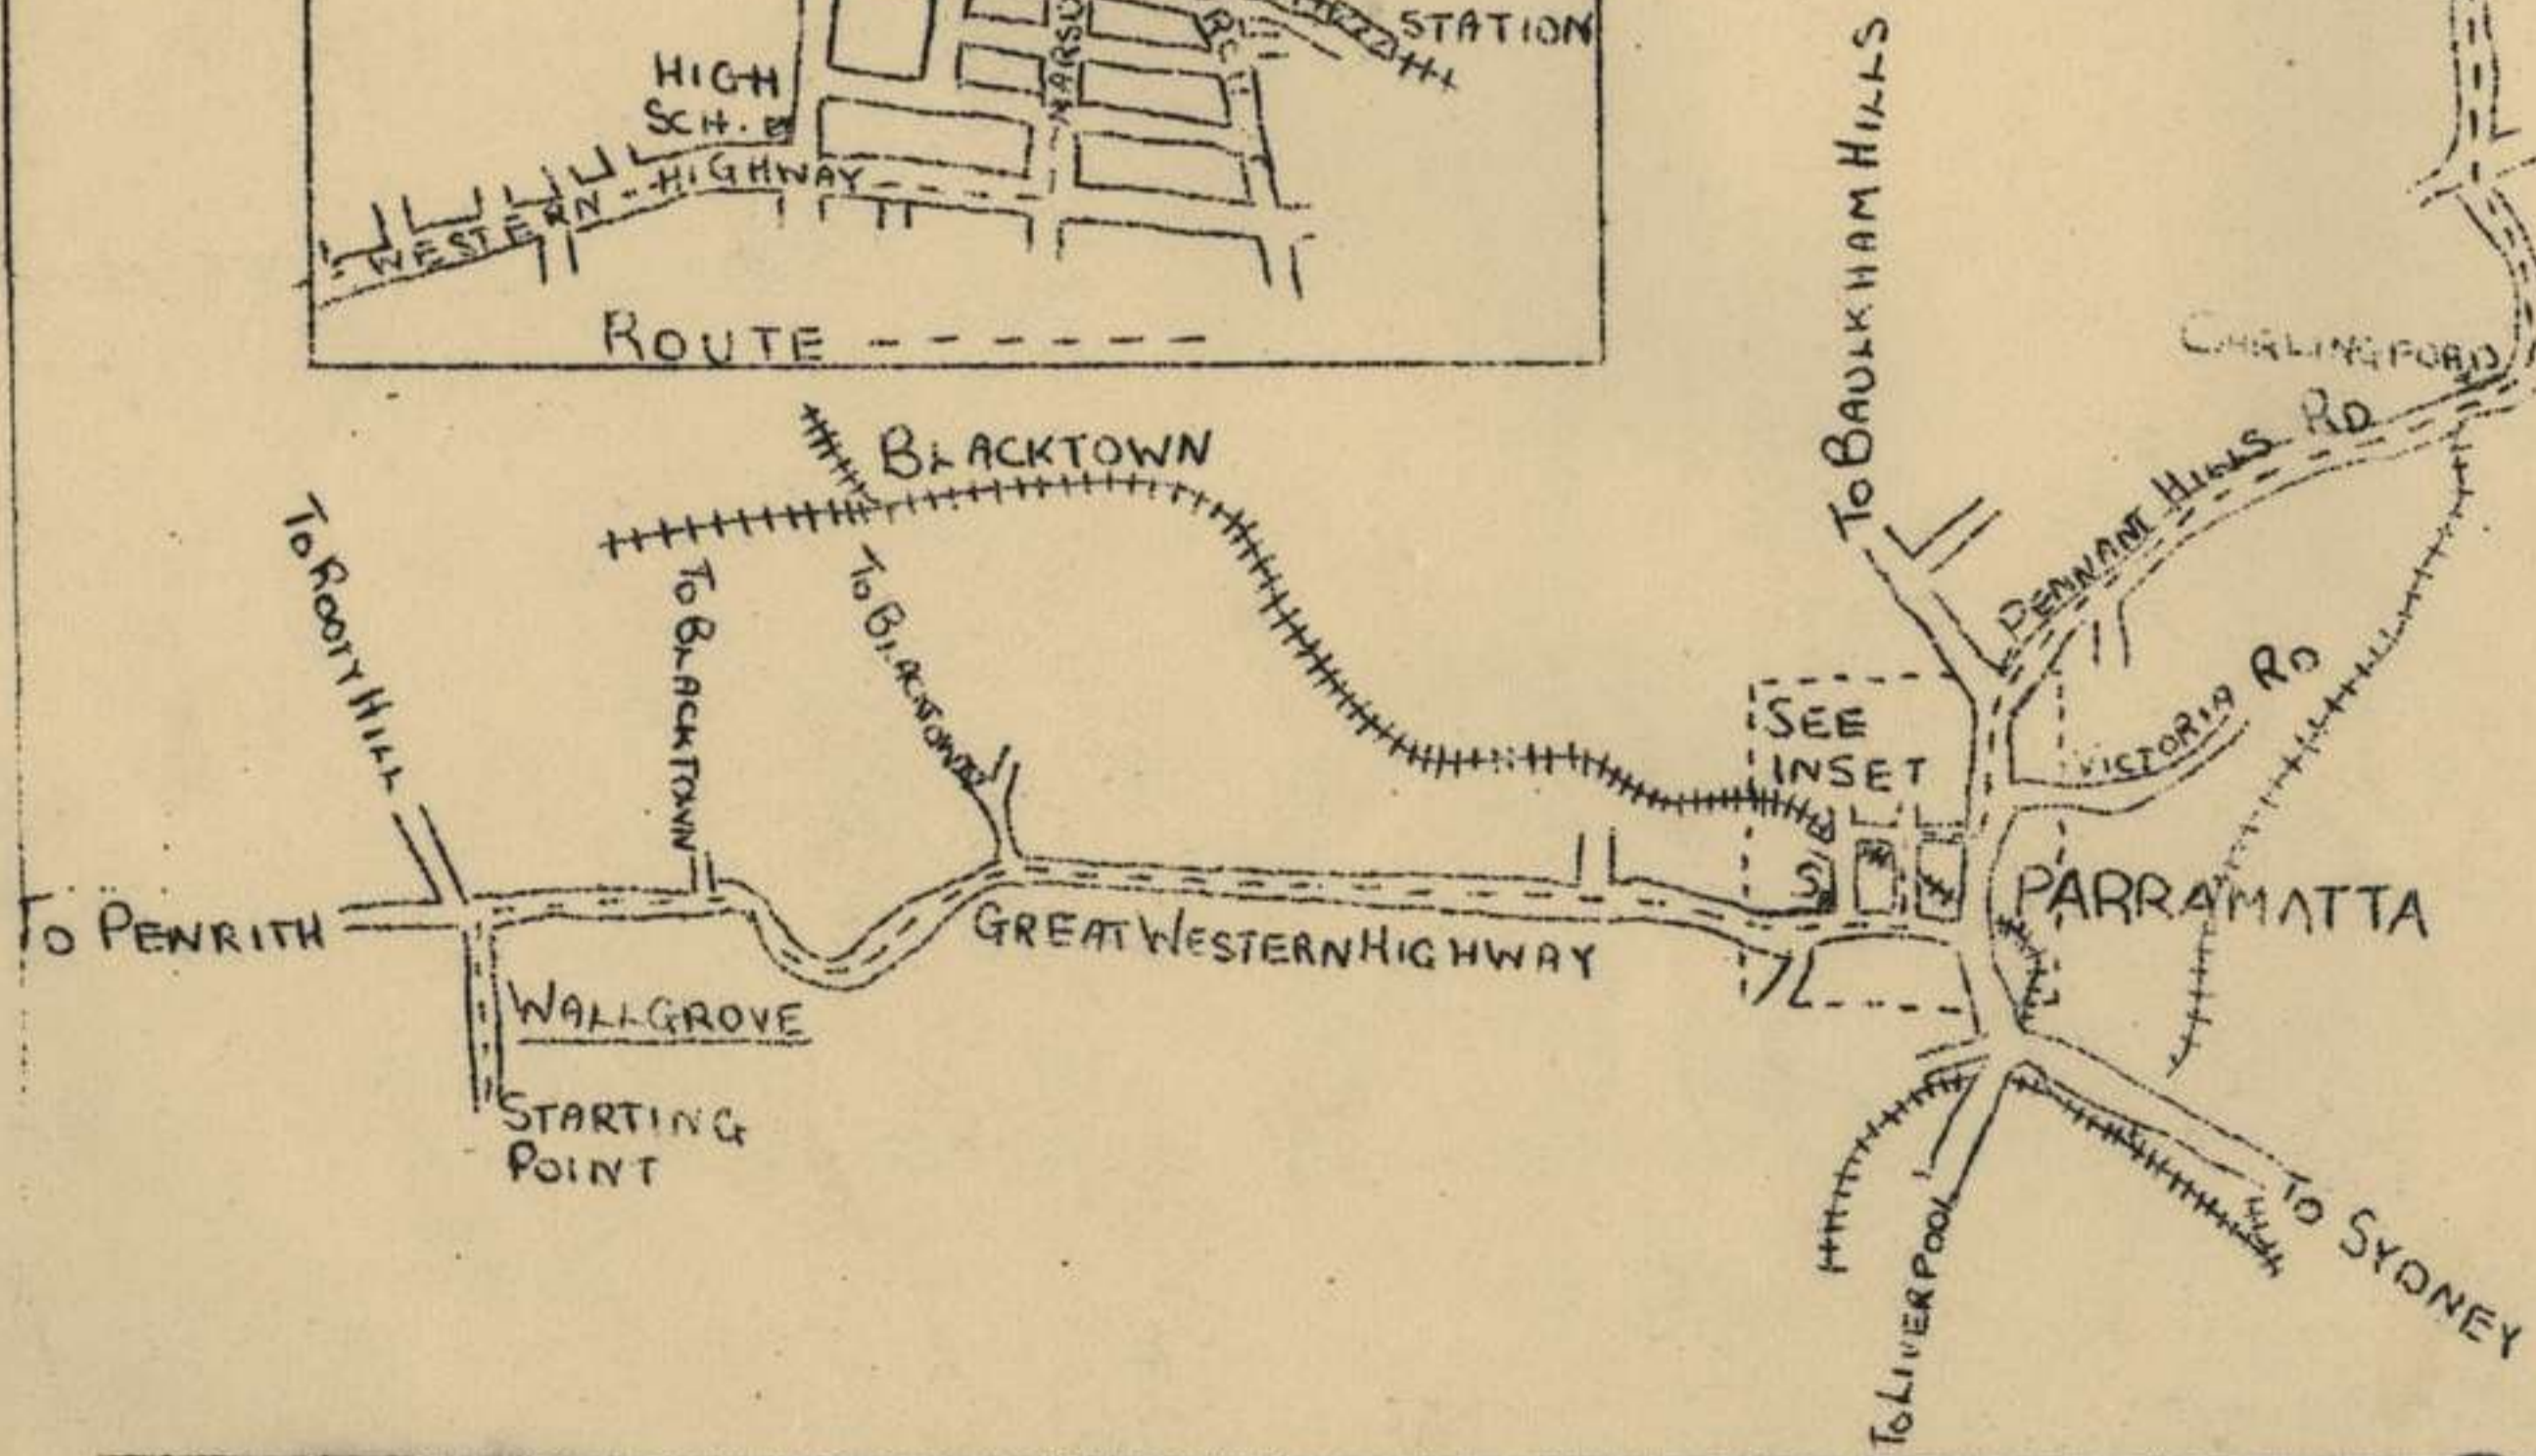 STATION
HIGH
SCH.
WESTERN HIGHWAY
ROUTE
TO BAULKHAM HILLS
CARLINGFORD
PENNANT HILLS RD
BLACKTOWN
TO ROOTY HILL
TO BLACKTOWN
TO BLACKTOWN
SEE
INSET
VICTORIA RD
TO PENRITH
GREAT WESTERN HIGHWAY
PARRAMATTA
WALLGROVE
STARTING
POINT
TO LIVERPOOL
TO SYDNEY